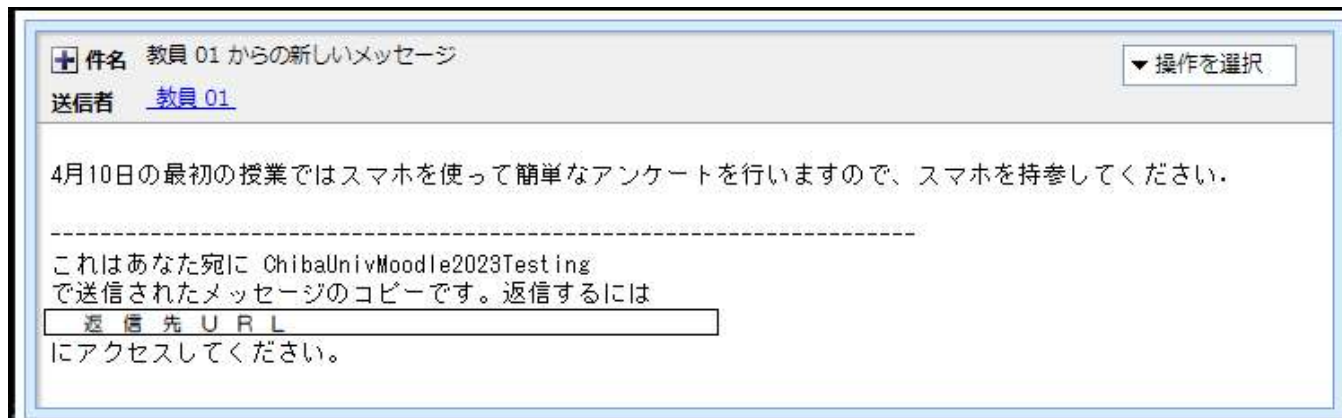 件名 教員 01 からの新しいメッセージ
▼操作を選択
送信者 教員 01
4月10日の最初の授業ではスマホを使って簡単なアンケートを行いますので、スマホを持参してください.
---------------------------------------------------------------------
これはあなた宛に ChibaUnivMoodle2023Testing
で送信されたメッセージのコピーです。返信するには
返 信 先 U R L
にアクセスしてください。